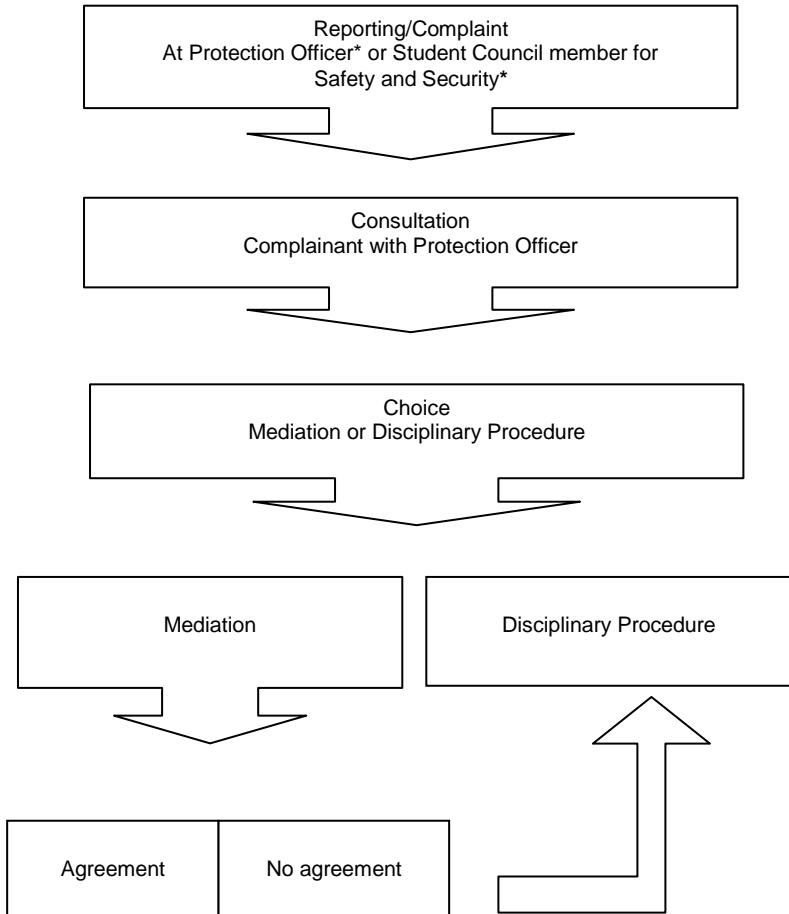 Reporting/Complaint
At Protection Officer* or Student Council member for
Safety and Security*
Consultation
Complainant with Protection Officer
Choice
Mediation or Disciplinary Procedure
Mediation
Disciplinary Procedure
Agreement
No agreement